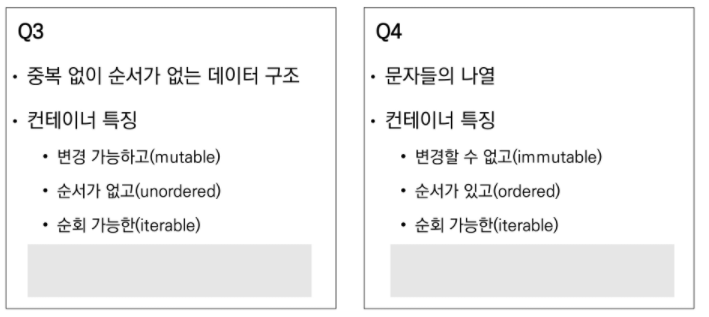 Q3
• 중복 없이 순서가 없는 데이터 구조
• 컨테이너 특징
• 변경 가능하고(mutable)
• 순서가 없고(unordered)
• 순회 가능한(iterable)
Q4
• 문자들의 나열
• 컨테이너 특징
• 변경할 수 없고(immutable)
• 순서가 있고(ordered)
• 순회 가능한(iterable)